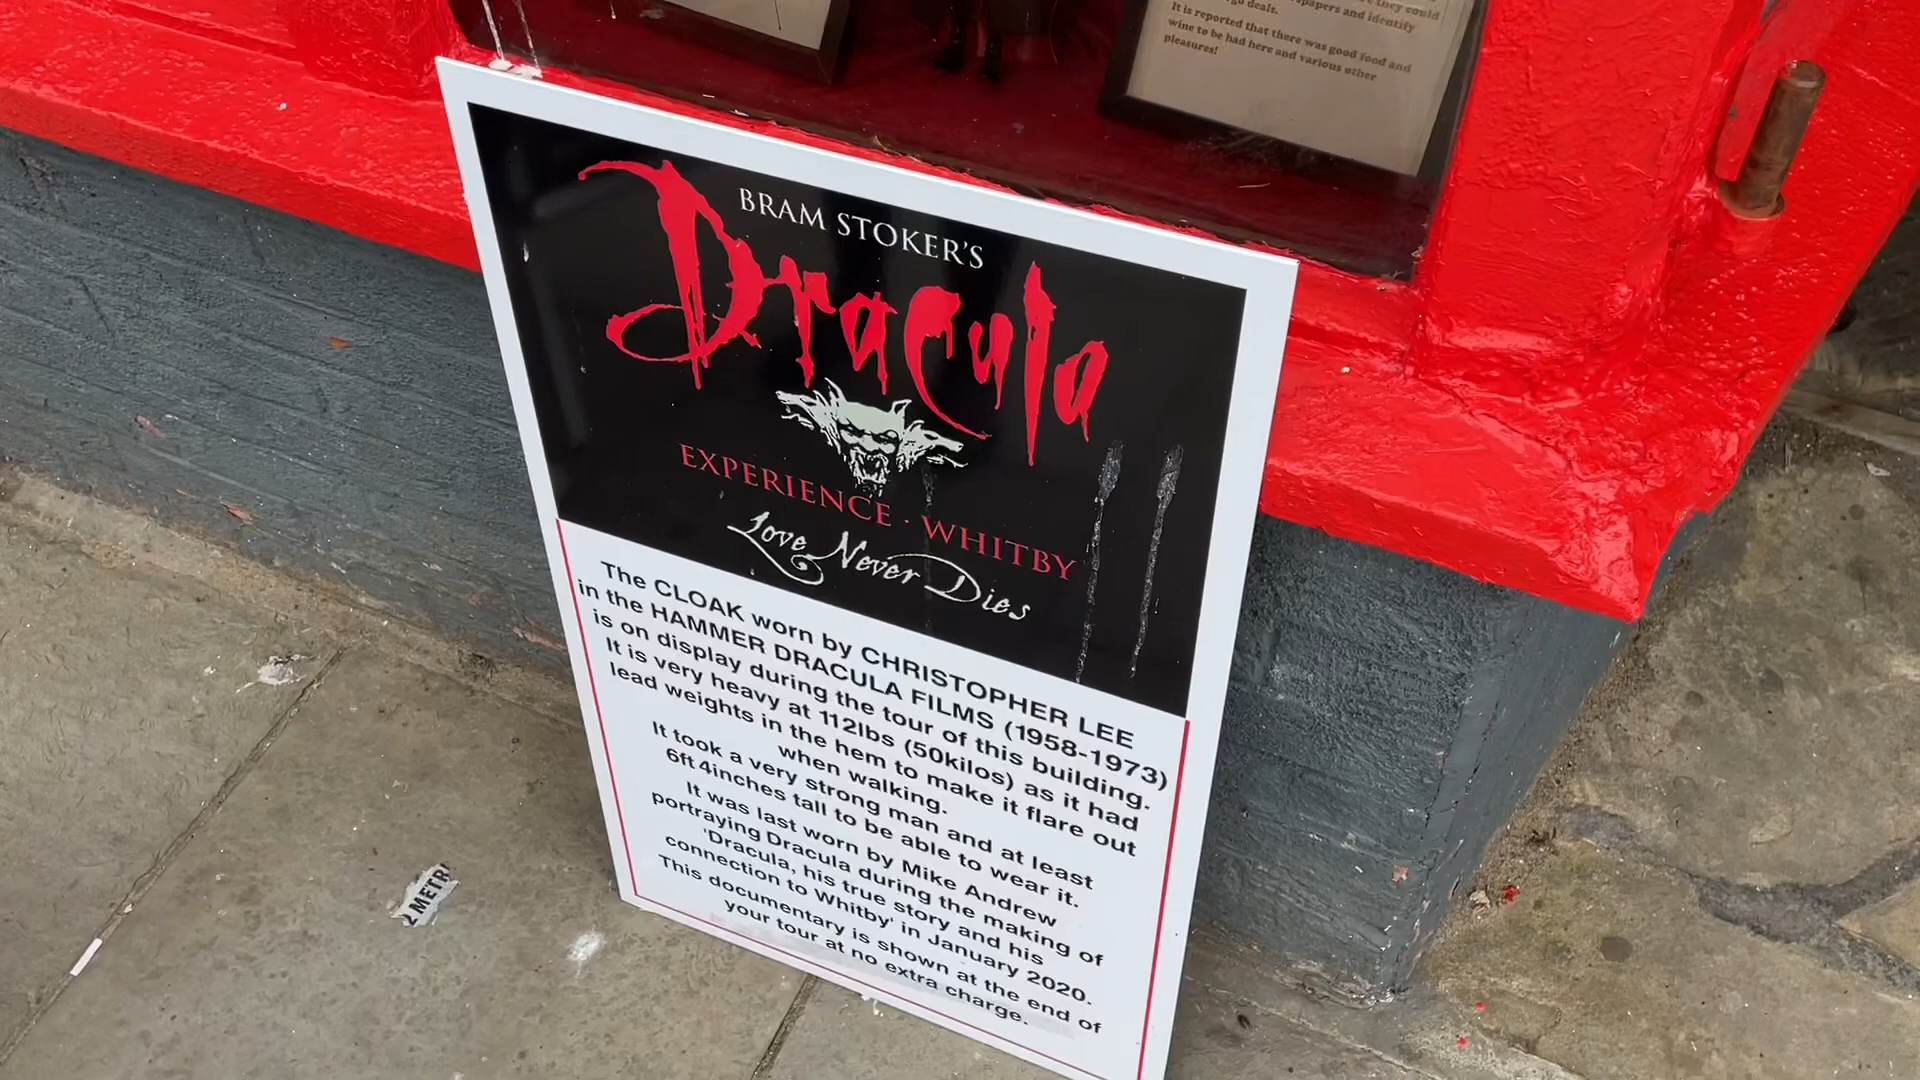 they could
papers and identify
deals.
It is reported that there was good food and
wine to be had here and various other
pleasures!
BRAM STOKER'S
Dracula
EXPERIENCE · WHITBY
Love Never Dies
The CLOAK worn by CHRISTOPHER LEE
in the HAMMER DRACULA FILMS (1958-1973)
is on display during the tour of this building.
It is very heavy at 112lbs (50kilos) as it had
lead weights in the hem to make it flare out
when walking.
It took a very strong man and at least
6ft 4inches tall to be able to wear it.
It was last worn by Mike Andrew
portraying Dracula during the making of
'Dracula, his true story and his
connection to Whitby' in January 2020.
This documentary is shown at the end of
your tour at no extra charge.
2 METR